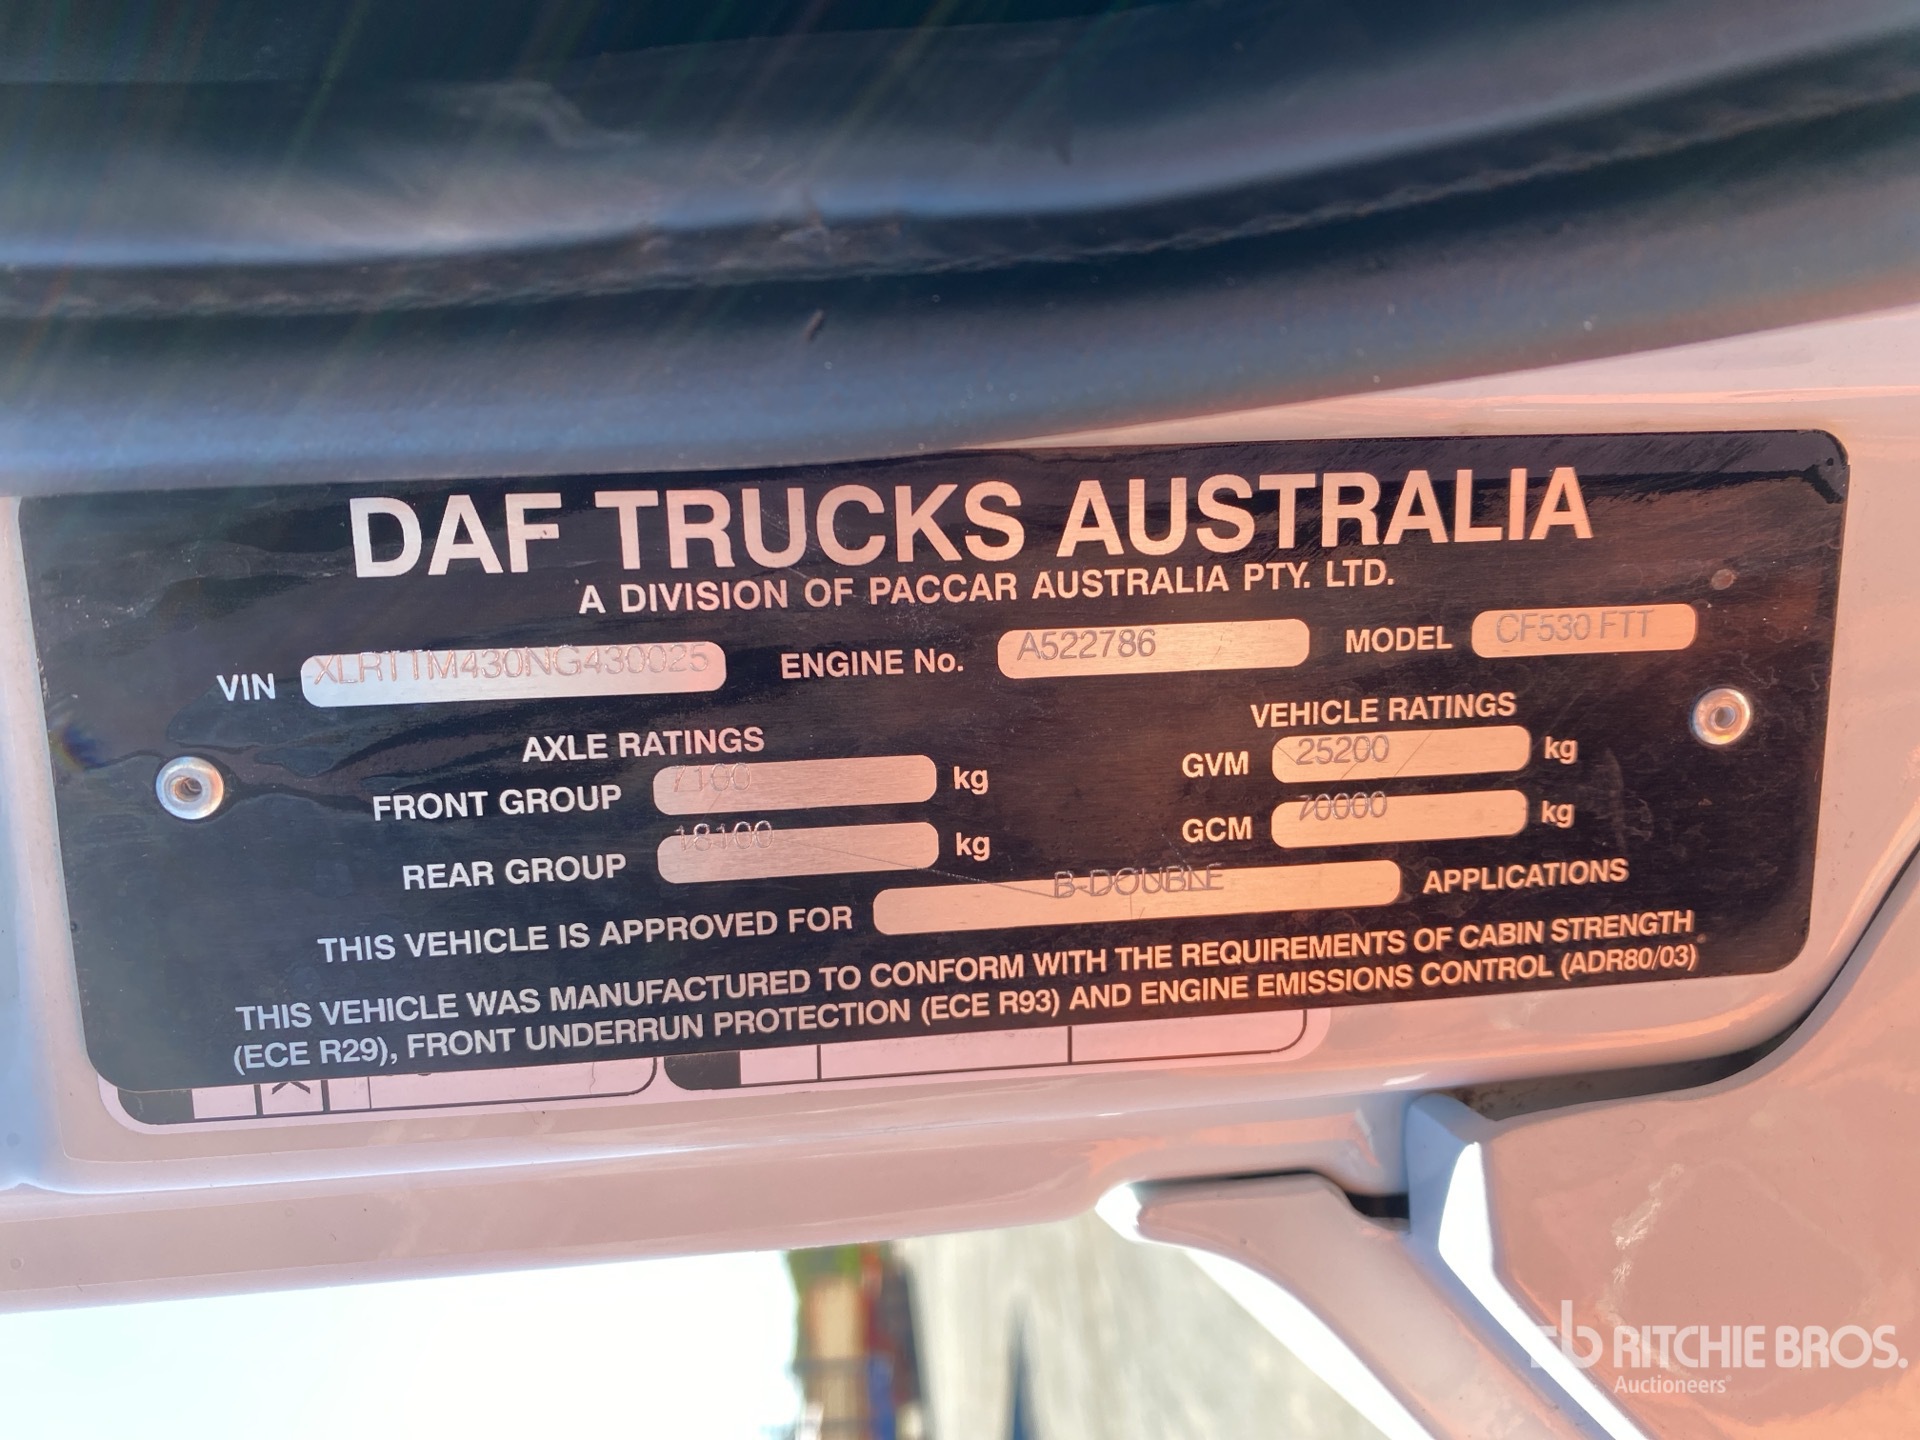 DAF TRUCKS AUSTRALIA
A DIVISION OF PACCAR AUSTRALIA PTY. LTD.
VIN XLRTTM430NG430025 ENGINE No. A522786 MODEL CF530 FTT
AXLE RATINGS VEHICLE RATINGS
FRONT GROUP 7100 kg GVM 25200 kg
REAR GROUP 18100 kg GCM 70000 kg
THIS VEHICLE IS APPROVED FOR B-DOUBLE APPLICATIONS
THIS VEHICLE WAS MANUFACTURED TO CONFORM WITH THE REQUIREMENTS OF CABIN STRENGTH
(ECE R29), FRONT UNDERRUN PROTECTION (ECE R93) AND ENGINE EMISSIONS CONTROL (ADR80/03)
rb RITCHIE BROS.
Auctioneers